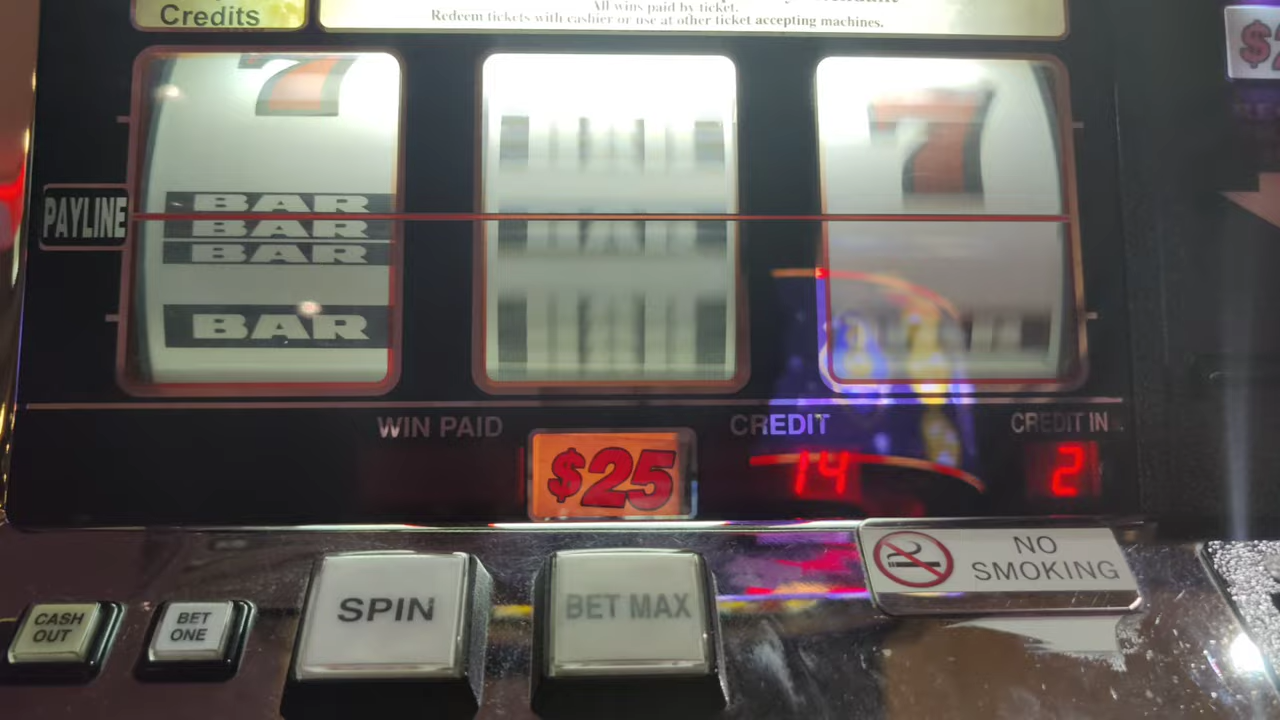 Credits
All wins paid by ticket.
Redeem tickets with cashier or use at other ticket accepting machines.
7
7
BAR
PAYLINE
BAR
BAR
BAR
WIN PAID
CREDIT
CREDIT IN
$25
14
2
NO
SMOKING
CASH
OUT
BET
ONE
SPIN
BET MAX